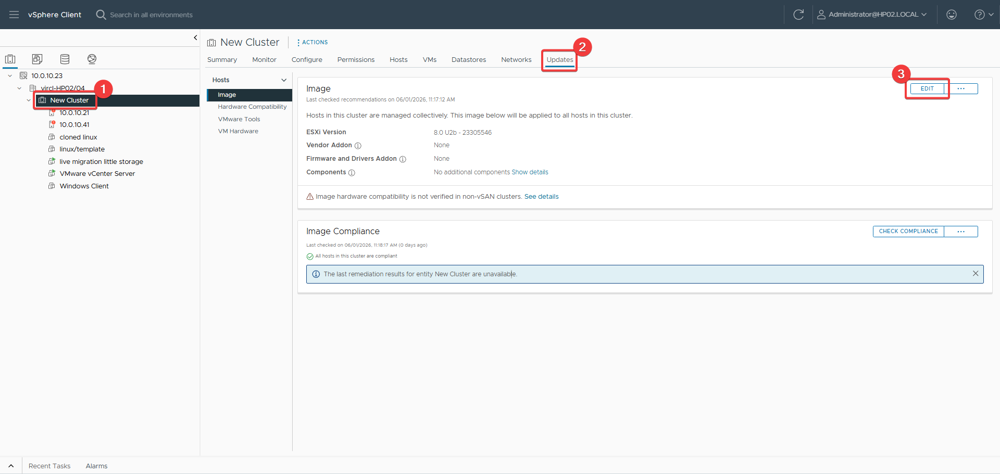 vSphere Client
Search in all environments
Administrator@HP02.LOCAL
New Cluster
ACTIONS
2
Summary Monitor Configure Permissions Hosts VMs Datastores Networks Updates
10.0.10.23
vircl-HP02/04
1
New Cluster
10.0.10.21
10.0.10.41
cloned linux
linux/template
live migration little storage
VMware vCenter Server
Windows Client
Hosts
Image
Hardware Compatibility
VMware Tools
VM Hardware
3
Image
EDIT
Last checked recommendations on 06/01/2026, 11:17:12 AM
Hosts in this cluster are managed collectively. This image below will be applied to all hosts in this cluster.
ESXi Version 8.0 U2b - 23305546
Vendor Addon None
Firmware and Drivers Addon None
Components No additional components Show details
Image hardware compatibility is not verified in non-vSAN clusters. See details
Image Compliance
CHECK COMPLIANCE
Last checked on 06/01/2026, 11:18:17 AM (0 days ago)
All hosts in this cluster are compliant
The last remediation results for entity New Cluster are unavailable.
Recent Tasks Alarms